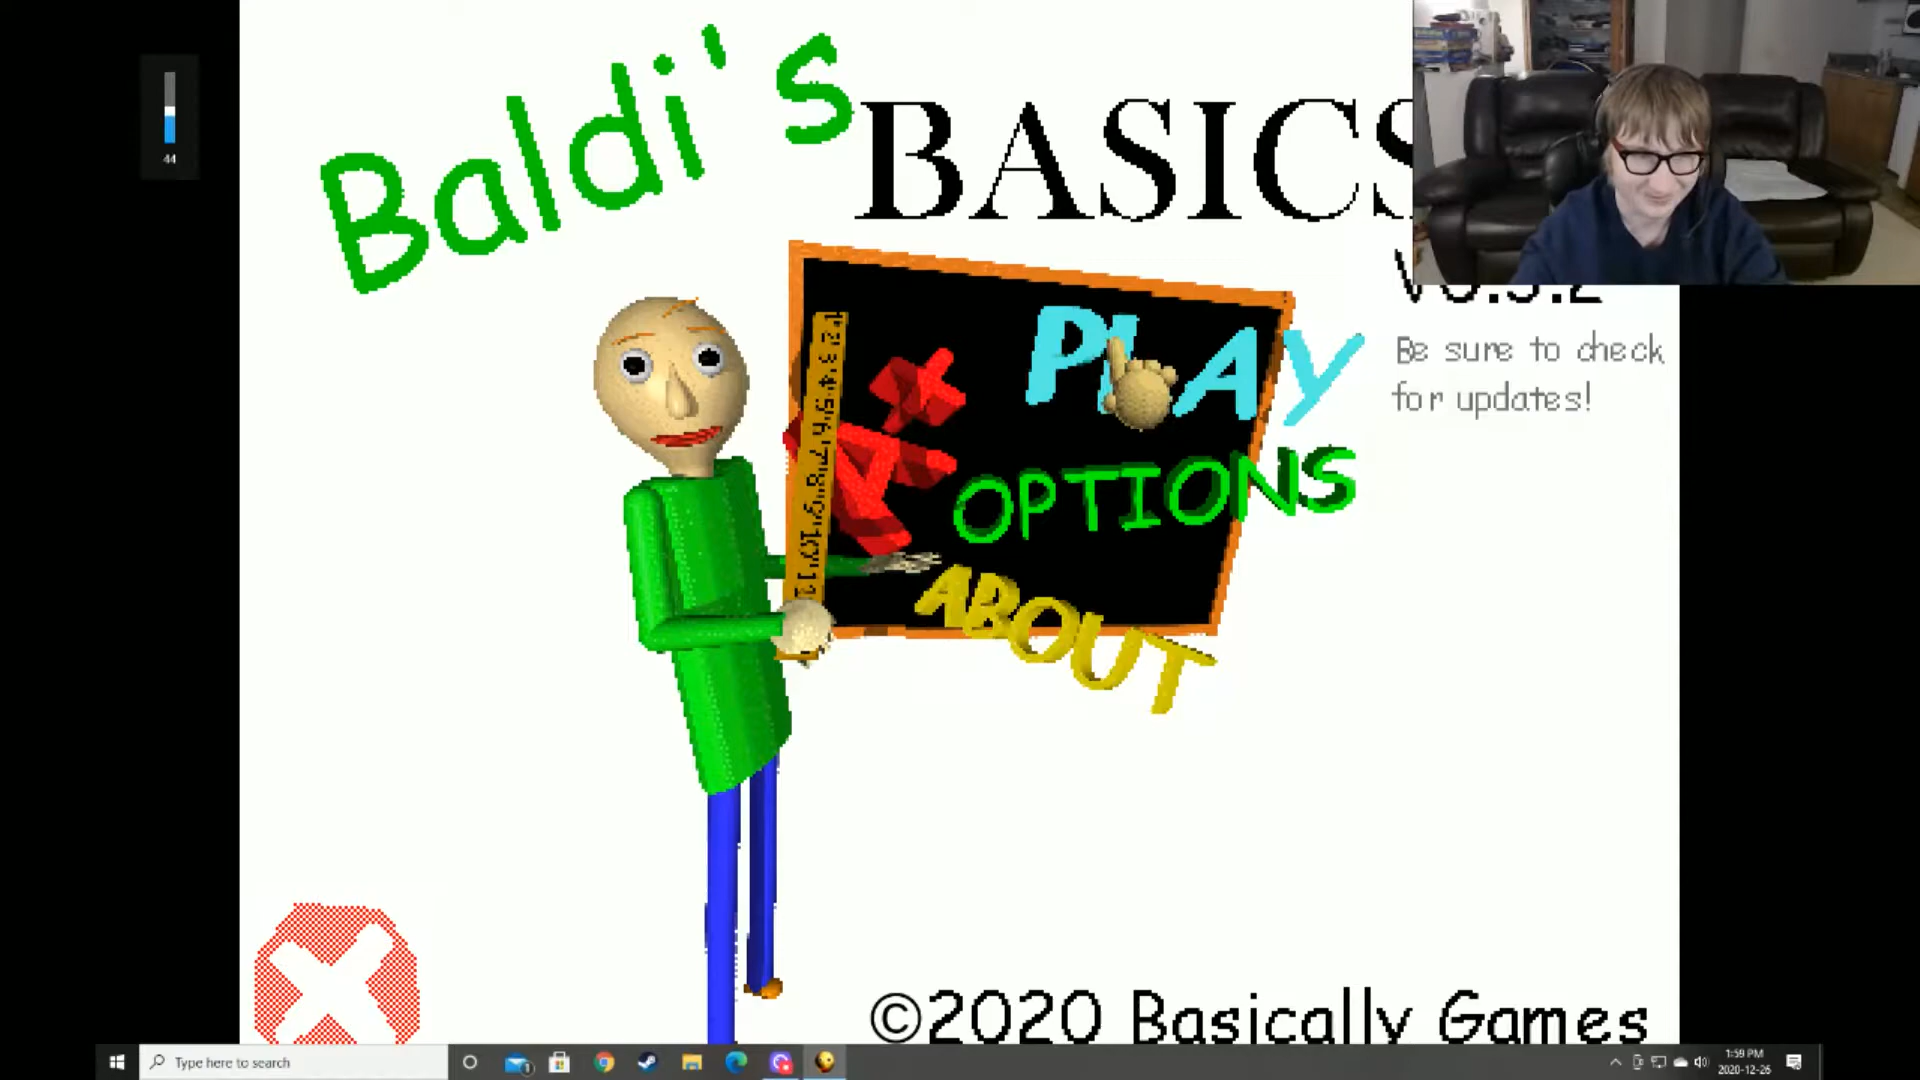 Baldi's
BASICS
44
PLAY
Be sure to check
for updates!
OPTIONS
ABOUT
©2020 Basically Games
Type here to search
1:59 PM
2020-12-26